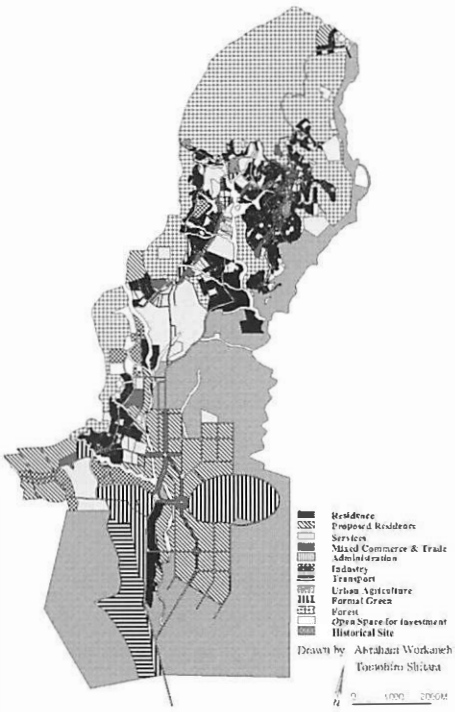 Residence
Proposed Residence
Services
Mixed Commerce & Trade
Administration
Industry
Transport
Urban Agriculture
Formal Green
Forest
Open Space for Investment
Historical Site
Drawn by Abraham Workaneh
Tomohiro Shitara
N
0 1000 2000M